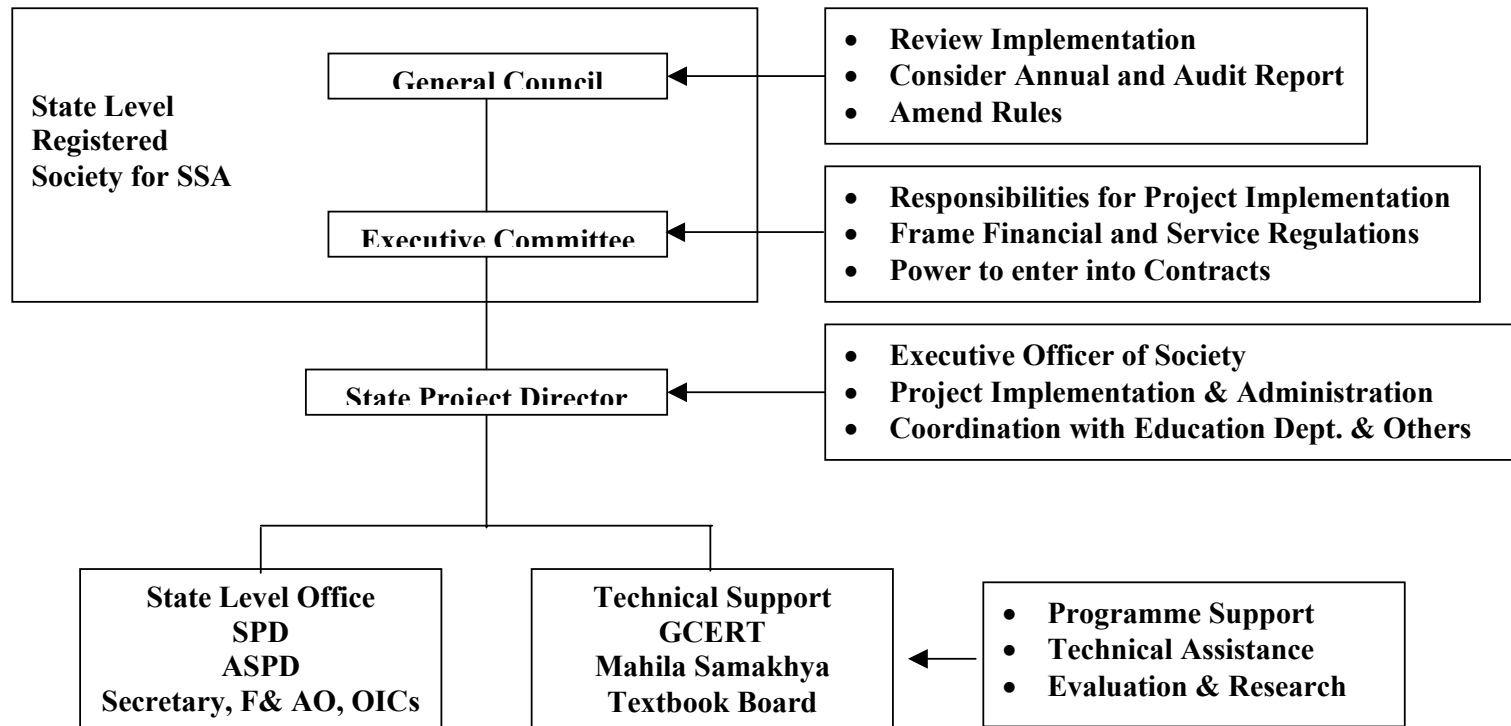 General Council
• Review Implementation
• Consider Annual and Audit Report
• Amend Rules
State Level
Registered
Society for SSA
Executive Committee
• Responsibilities for Project Implementation
• Frame Financial and Service Regulations
• Power to enter into Contracts
State Project Director
• Executive Officer of Society
• Project Implementation & Administration
• Coordination with Education Dept. & Others
State Level Office
SPD
ASPD
Secretary, F& AO, OICs
Technical Support
GCERT
Mahila Samakhya
Textbook Board
• Programme Support
• Technical Assistance
• Evaluation & Research